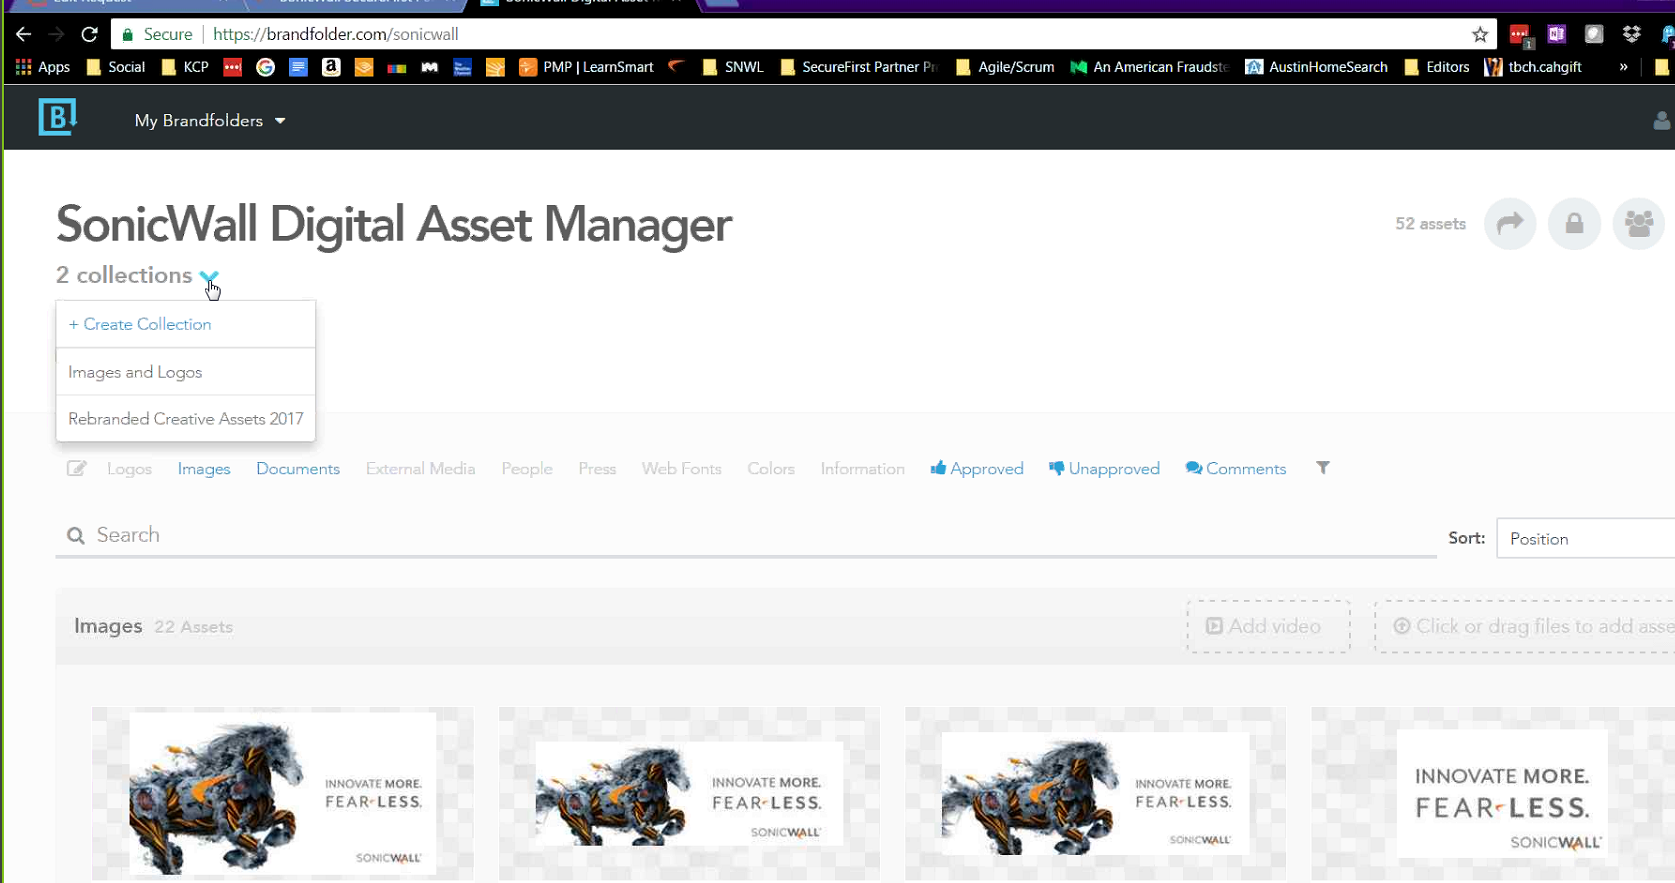 Secure https://brandfolder.com/sonicwall
1
Apps Social KCP PMP | LearnSmart SNWL SecureFirst Partner Pr Agile/Scrum An American Fraudste AustinHomeSearch Editors tbch.cahgift »
B My Brandfolders
SonicWall Digital Asset Manager
52 assets
2 collections
+ Create Collection
Images and Logos
Rebranded Creative Assets 2017
Logos Images Documents External Media People Press Web Fonts Colors Information Approved Unapproved Comments
Search
Sort: Position
Images 22 Assets
Add video
Click or drag files to add asse
INNOVATE MORE.
FEAR LESS.
SONICWALL
INNOVATE MORE.
FEAR LESS.
SONICWALL
INNOVATE MORE.
FEAR LESS.
SONICWALL
INNOVATE MORE.
FEAR LESS.
SONICWALL